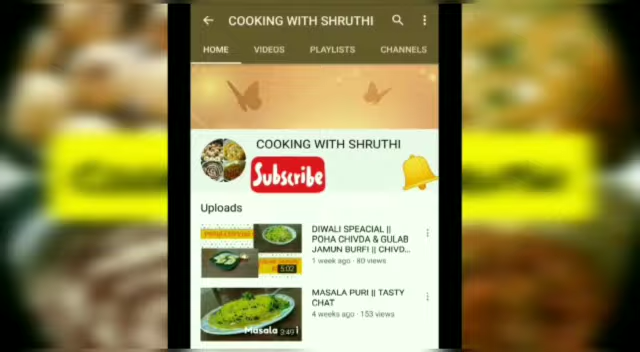 COOKING WITH SHRUTHI
HOME VIDEOS PLAYLISTS CHANNELS
COOKING WITH SHRUTHI
Subscribe
Uploads
DIWALI SPEACIAL ||
POHA CHIVDA & GULAB
JAMUN BURFI || CHIVD...
1 week ago · 80 views
5:02
MASALA PURI || TASTY
CHAT
4 weeks ago · 153 views
Masala
3:49